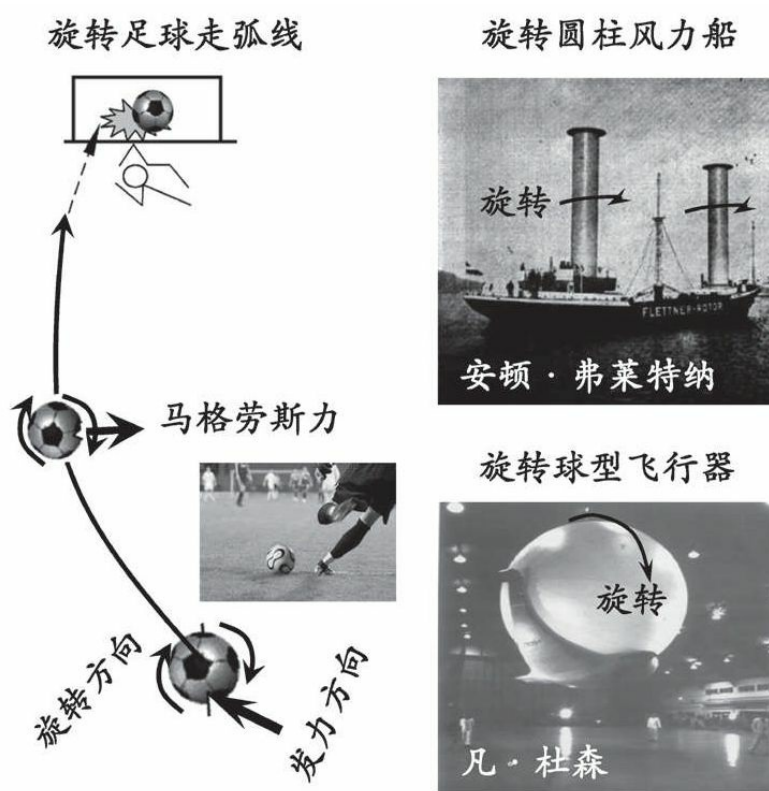 旋转足球走弧线
马格劳斯力
旋转方向
发力方向
旋转圆柱风力船
旋转
FLETTNER-ROTOR
安顿·弗莱特纳
旋转球型飞行器
旋转
凡·杜森